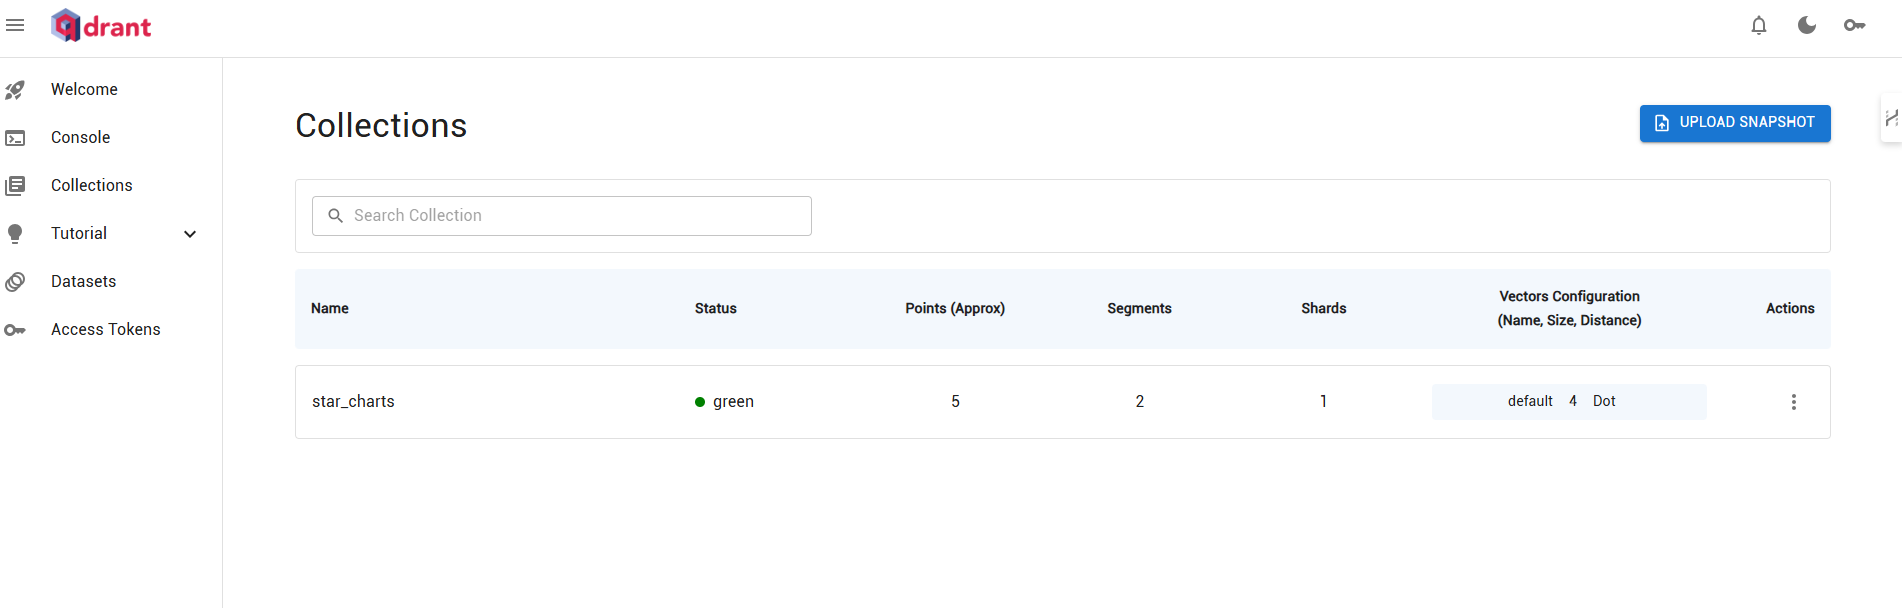 qdrant
Welcome
Console
Collections
Tutorial
Datasets
Access Tokens
Collections
UPLOAD SNAPSHOT
Search Collection
Name
Status
Points (Approx)
Segments
Shards
Vectors Configuration
(Name, Size, Distance)
Actions
star_charts
green
5
2
1
default 4 Dot